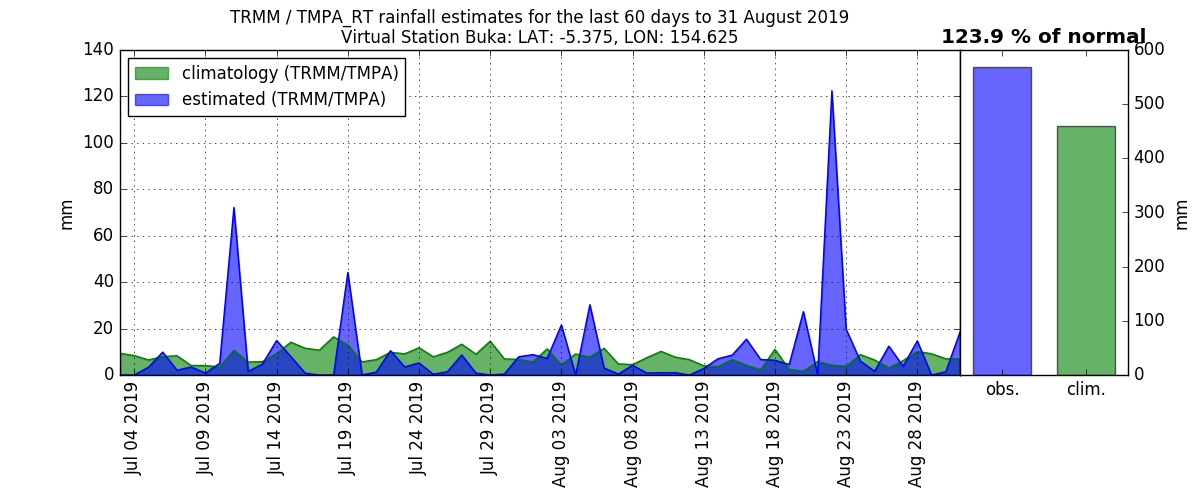 TRMM / TMPA_RT rainfall estimates for the last 60 days to 31 August 2019
Virtual Station Buka: LAT: -5.375, LON: 154.625
123.9 % of normal
climatology (TRMM/TMPA)
estimated (TRMM/TMPA)
mm
140
120
100
80
60
40
20
0
Jul 04 2019
Jul 09 2019
Jul 14 2019
Jul 19 2019
Jul 24 2019
Jul 29 2019
Aug 03 2019
Aug 08 2019
Aug 13 2019
Aug 18 2019
Aug 23 2019
Aug 28 2019
obs.
clim.
600
500
400
300
200
100
0
mm